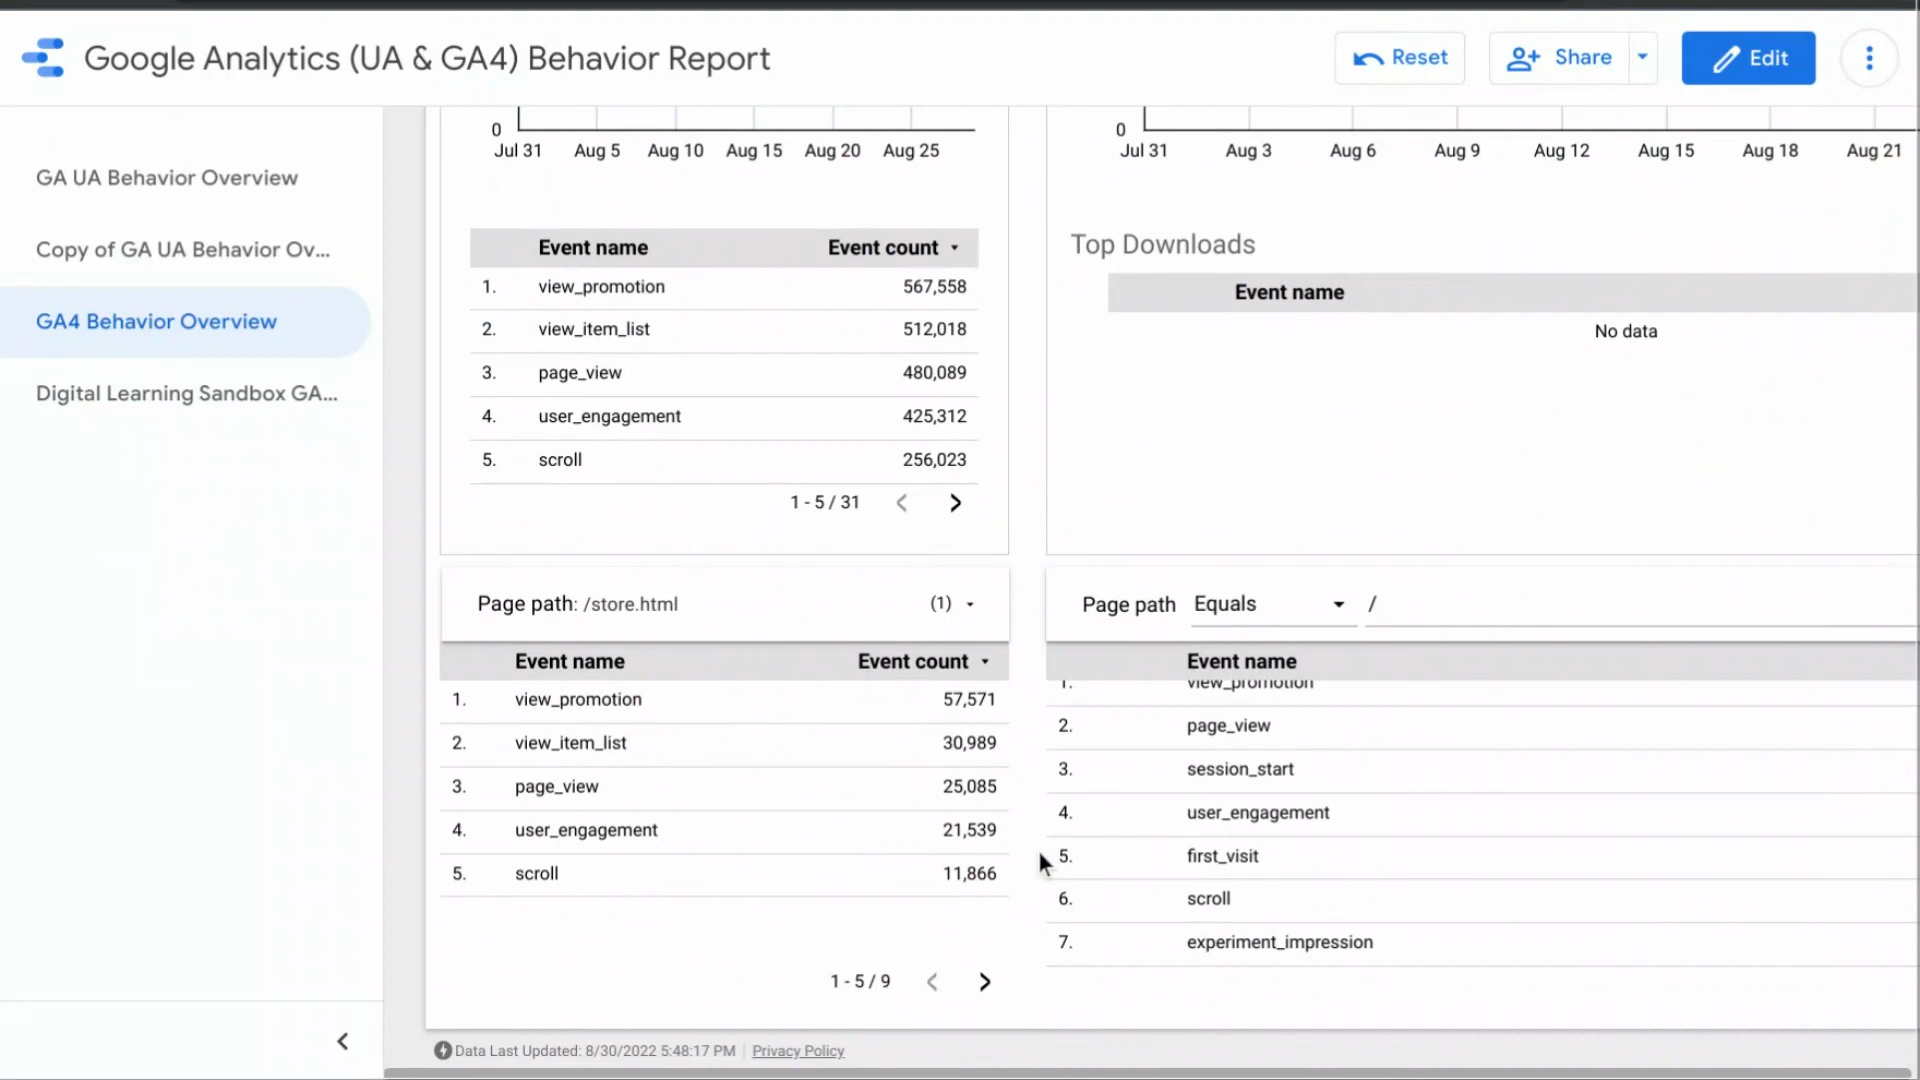 Google Analytics (UA & GA4) Behavior Report
Reset
Share
Edit
GA UA Behavior Overview
Copy of GA UA Behavior Ov...
GA4 Behavior Overview
Digital Learning Sandbox GA...
0
Jul 31 Aug 5 Aug 10 Aug 15 Aug 20 Aug 25
Event name Event count
1. view_promotion 567,558
2. view_item_list 512,018
3. page_view 480,089
4. user_engagement 425,312
5. scroll 256,023
1 - 5 / 31
0
Jul 31 Aug 3 Aug 6 Aug 9 Aug 12 Aug 15 Aug 18 Aug 21
Top Downloads
Event name
No data
Page path: /store.html (1)
Event name Event count
1. view_promotion 57,571
2. view_item_list 30,989
3. page_view 25,085
4. user_engagement 21,539
5. scroll 11,866
1 - 5 / 9
Page path Equals /
Event name
1. view_promotion
2. page_view
3. session_start
4. user_engagement
5. first_visit
6. scroll
7. experiment_impression
Data Last Updated: 8/30/2022 5:48:17 PM Privacy Policy